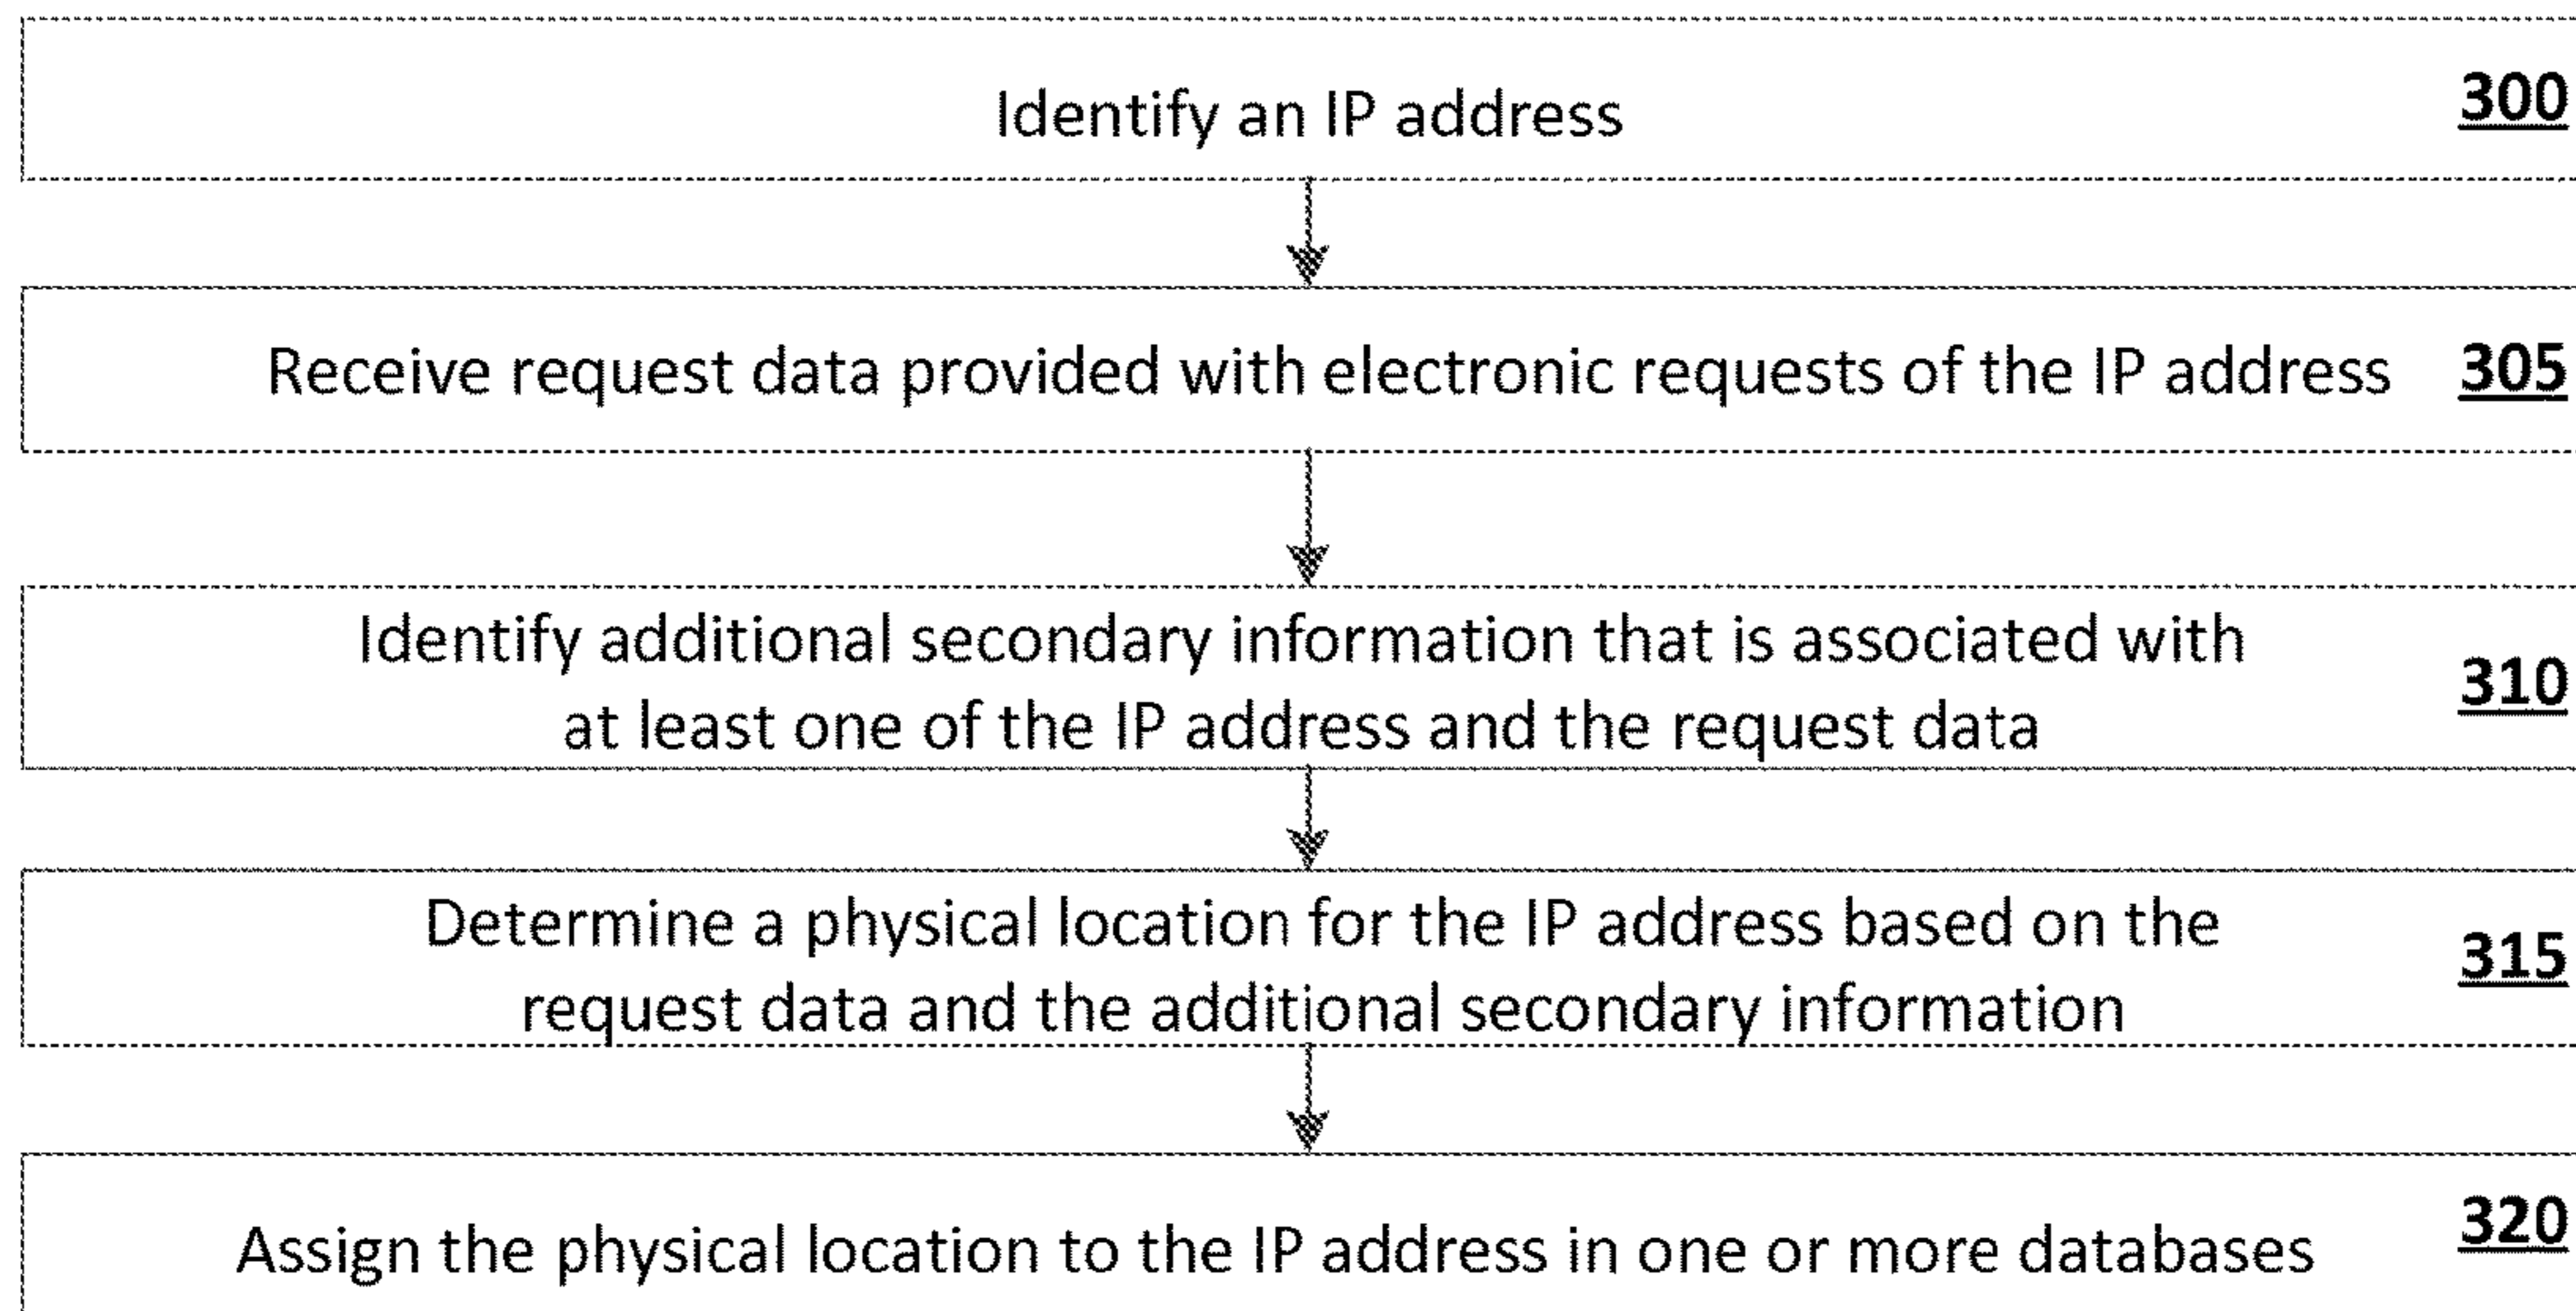 Identify an IP address 300
Receive request data provided with electronic requests of the IP address 305
Identify additional secondary information that is associated with
at least one of the IP address and the request data
310
Determine a physical location for the IP address based on the
request data and the additional secondary information
315
Assign the physical location to the IP address in one or more databases 320